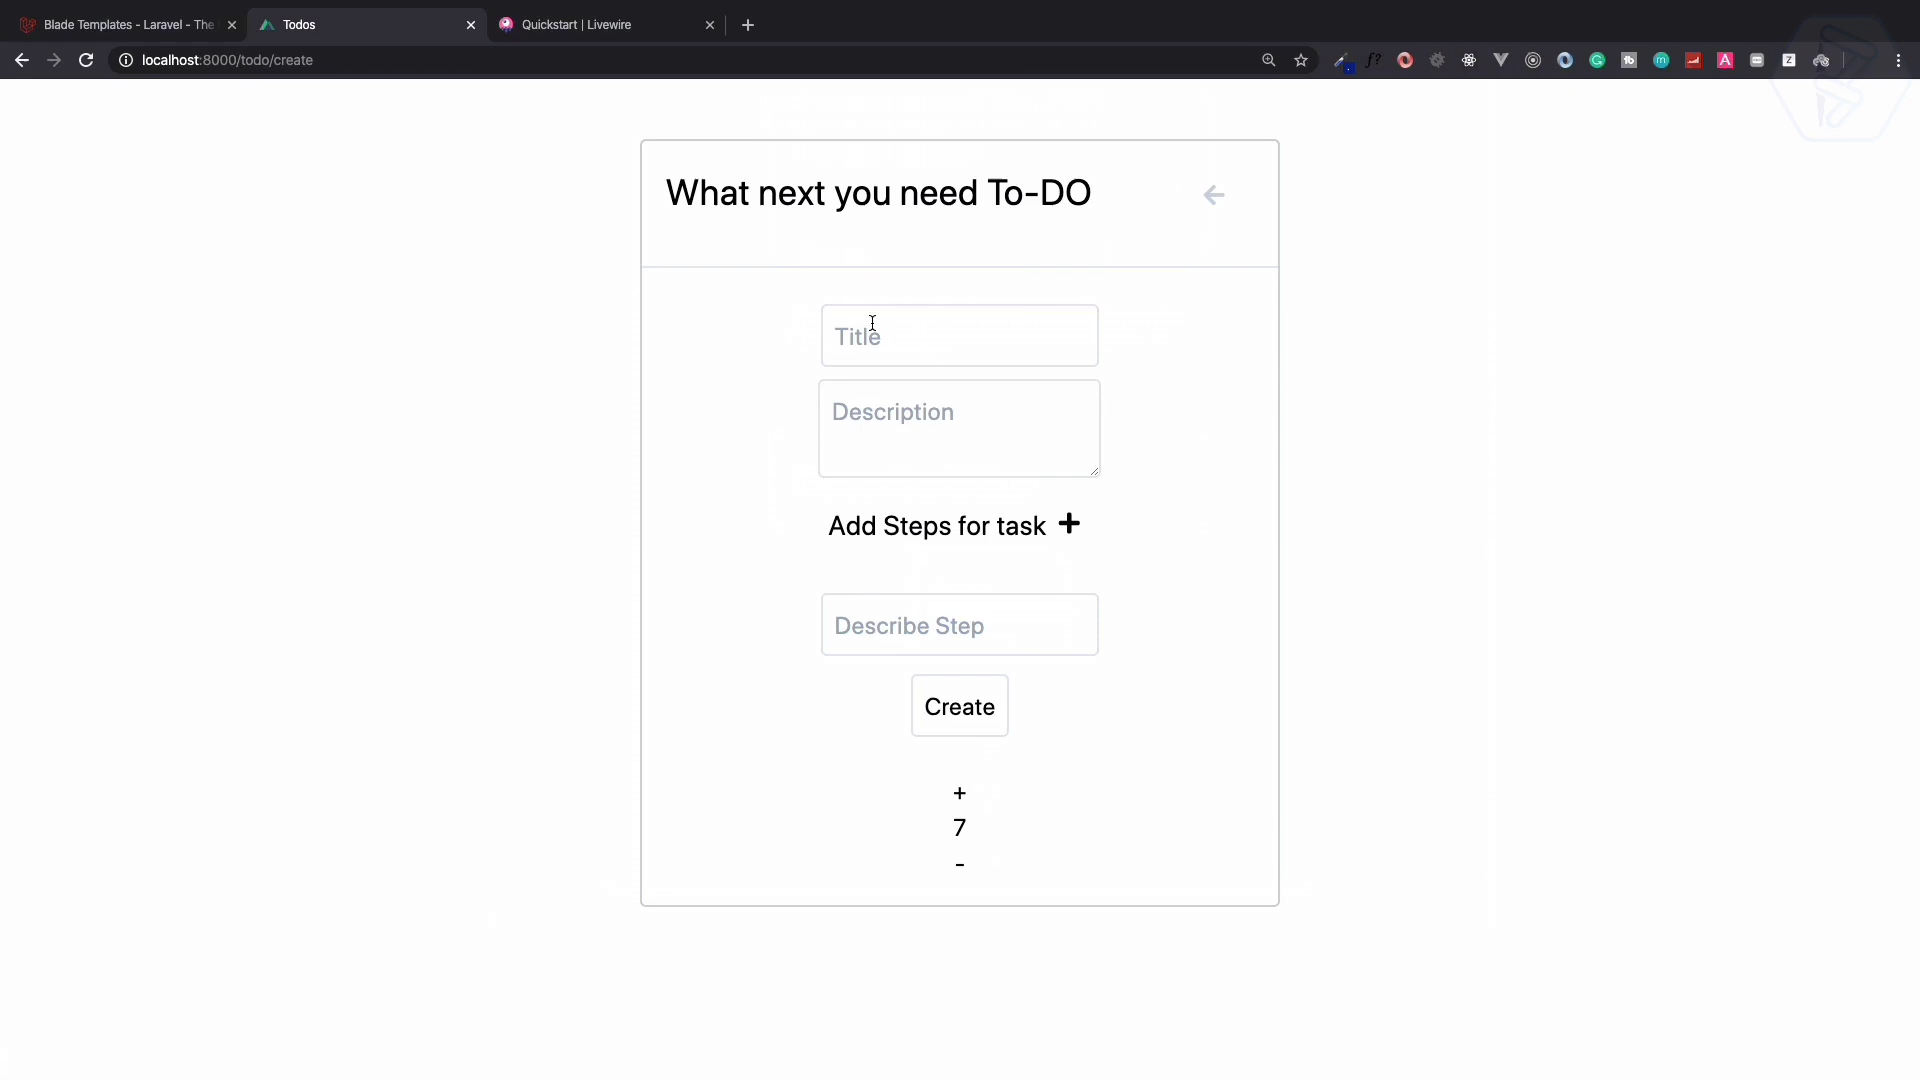 Blade Templates - Laravel - The
Todos
Quickstart | Livewire
localhost:8000/todo/create
What next you need To-DO
Title
Description
Add Steps for task
Describe Step
Create
+
7
-